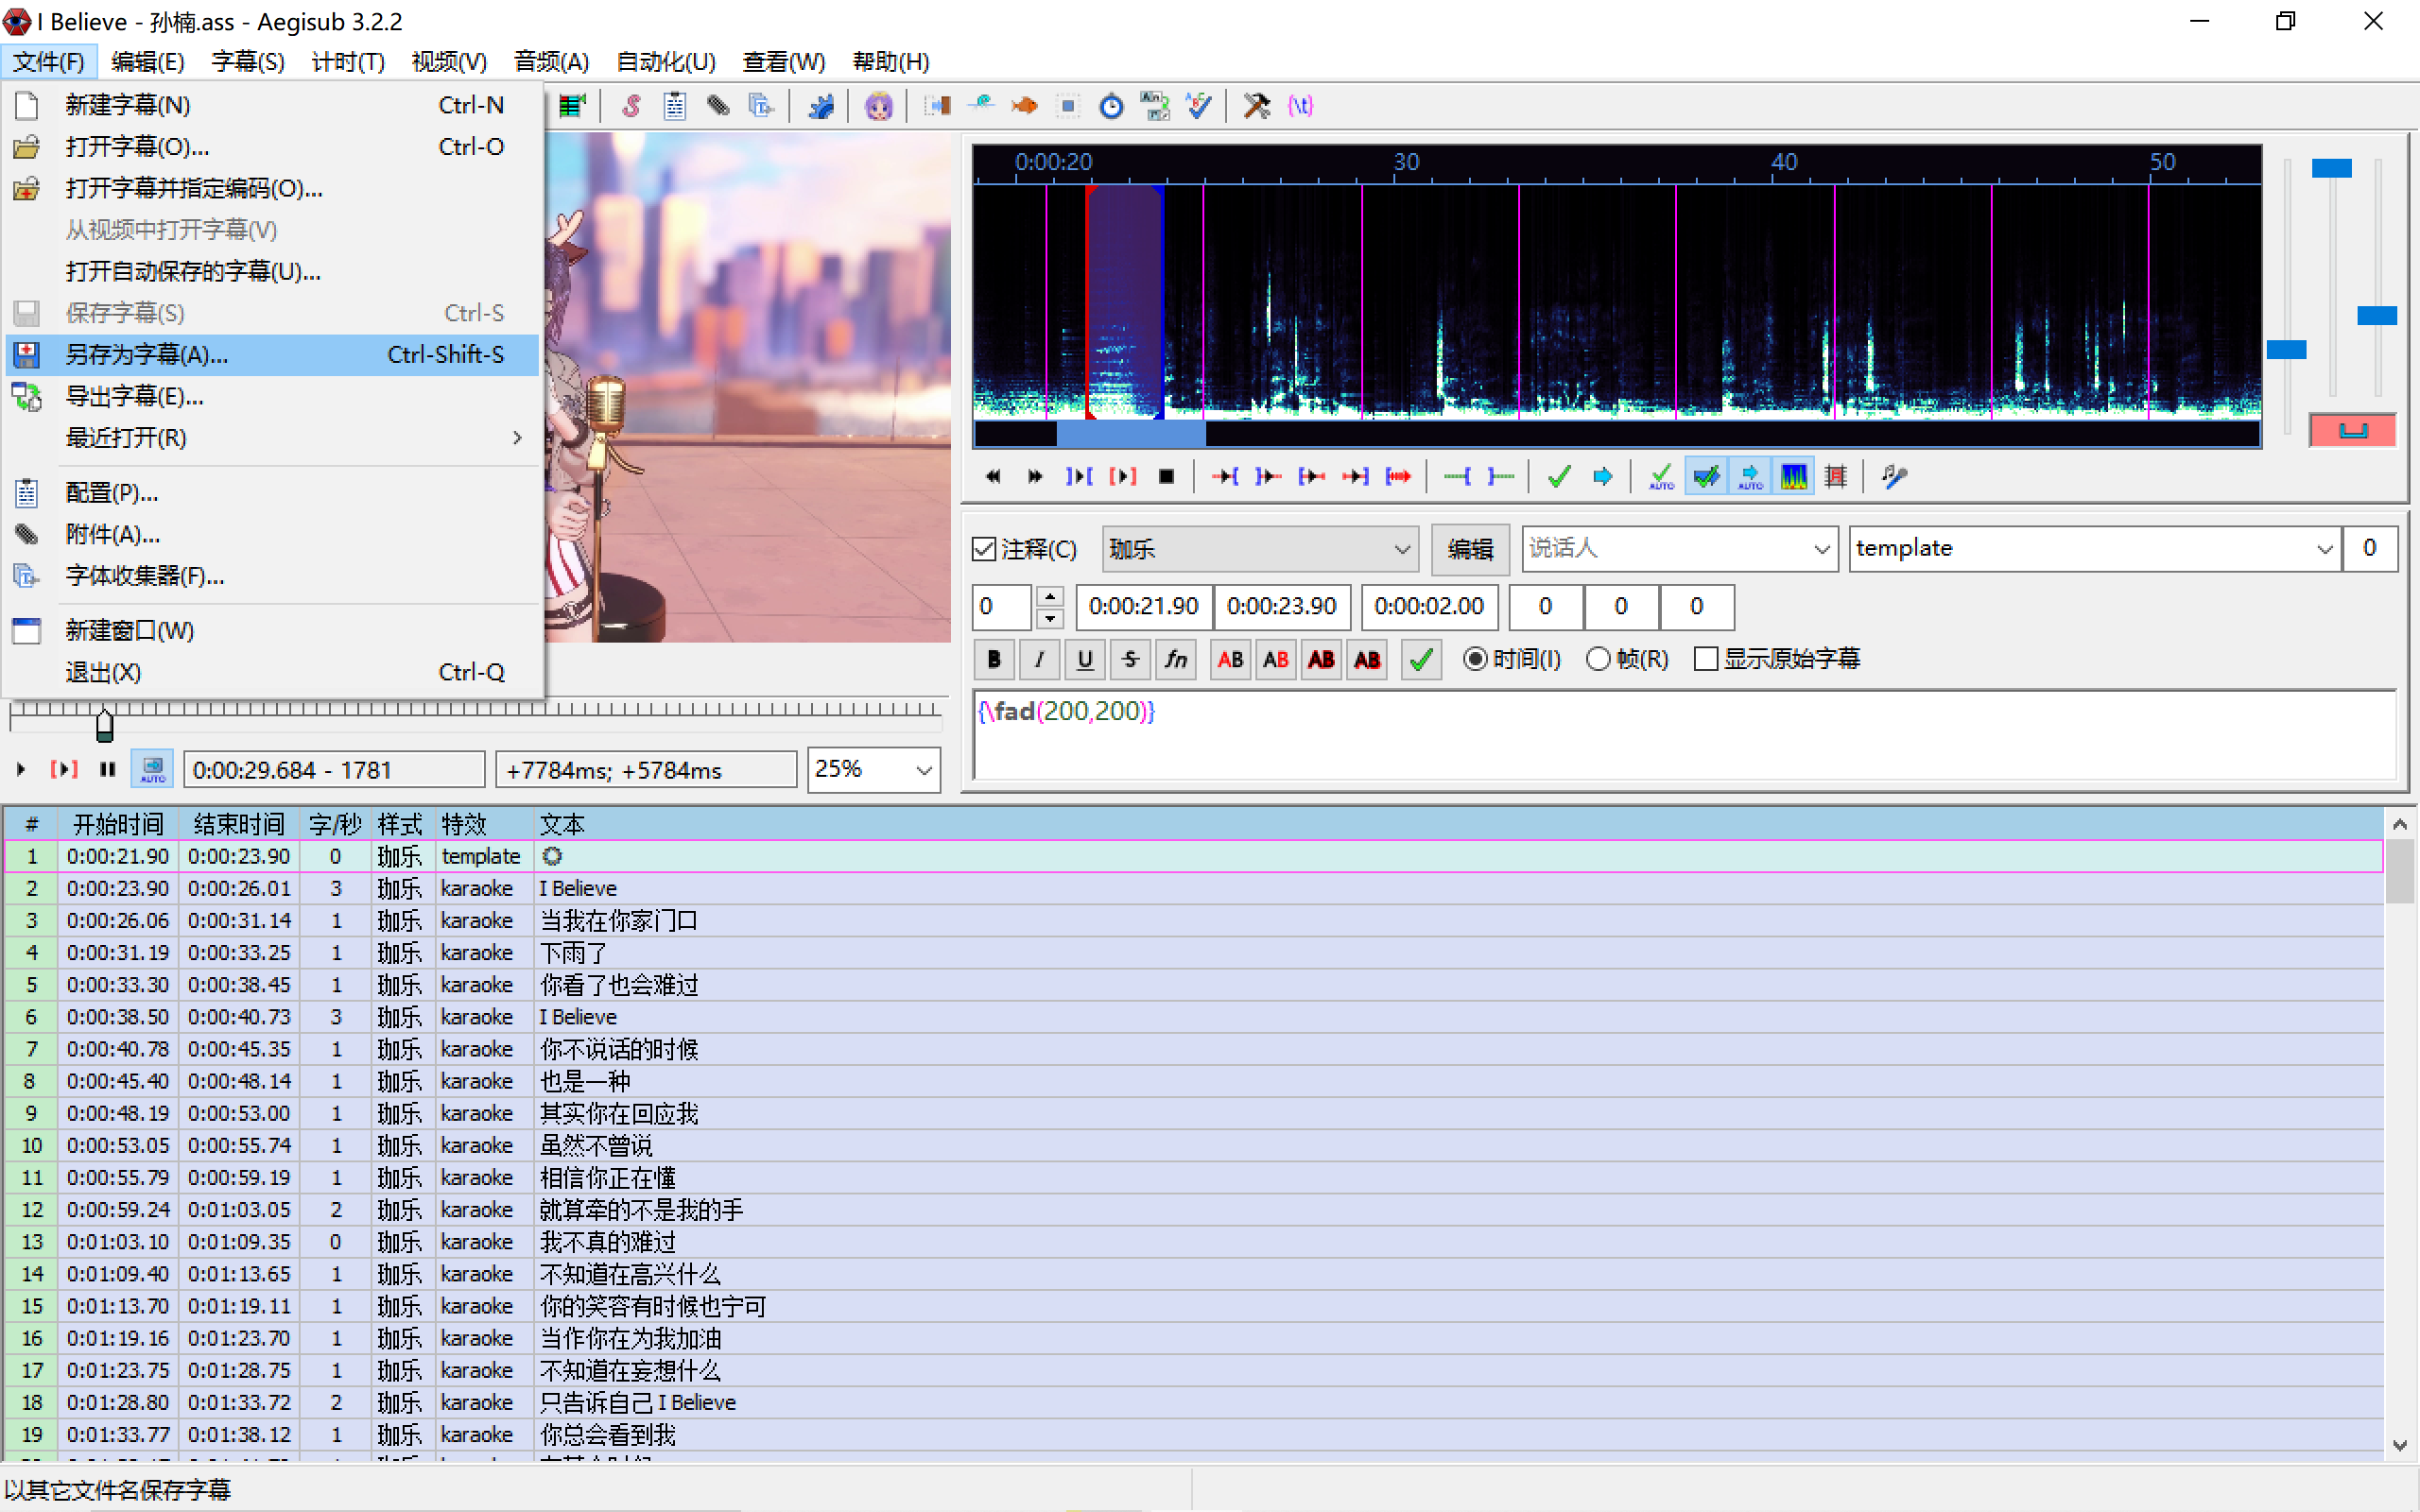 I Believe - 孙楠.ass - Aegisub 3.2.2
文件(F) 编辑(E) 字幕(S) 计时(T) 视频(V) 音频(A) 自动化(U) 查看(W) 帮助(H)
新建字幕(N) Ctrl-N
打开字幕(O)... Ctrl-O
打开字幕并指定编码(O)...
从视频中打开字幕(V)
打开自动保存的字幕(U)...
保存字幕(S) Ctrl-S
另存为字幕(A)... Ctrl-Shift-S
导出字幕(E)...
最近打开(R)
配置(P)...
附件(A)...
字体收集器(F)...
新建窗口(W)
退出(X) Ctrl-Q
0:00:20 30 40 50
注释(C) 珈乐 编辑 说话人 template 0
0 0:00:21.90 0:00:23.90 0:00:02.00 0 0 0
B I U S fn AB AB AB AB 时间(I) 帧(R) 显示原始字幕
{\fad(200,200)}
AUTO 0:00:29.684 - 1781 +7784ms; +5784ms 25%
# 开始时间 结束时间 字/秒 样式 特效 文本
1 0:00:21.90 0:00:23.90 0 珈乐 template
2 0:00:23.90 0:00:26.01 3 珈乐 karaoke I Believe
3 0:00:26.06 0:00:31.14 1 珈乐 karaoke 当我在你家门口
4 0:00:31.19 0:00:33.25 1 珈乐 karaoke 下雨了
5 0:00:33.30 0:00:38.45 1 珈乐 karaoke 你看了也会难过
6 0:00:38.50 0:00:40.73 3 珈乐 karaoke I Believe
7 0:00:40.78 0:00:45.35 1 珈乐 karaoke 你不说话的时候
8 0:00:45.40 0:00:48.14 1 珈乐 karaoke 也是一种
9 0:00:48.19 0:00:53.00 1 珈乐 karaoke 其实你在回应我
10 0:00:53.05 0:00:55.74 1 珈乐 karaoke 虽然不曾说
11 0:00:55.79 0:00:59.19 1 珈乐 karaoke 相信你正在懂
12 0:00:59.24 0:01:03.05 2 珈乐 karaoke 就算牵的不是我的手
13 0:01:03.10 0:01:09.35 0 珈乐 karaoke 我不真的难过
14 0:01:09.40 0:01:13.65 1 珈乐 karaoke 不知道在高兴什么
15 0:01:13.70 0:01:19.11 1 珈乐 karaoke 你的笑容有时候也宁可
16 0:01:19.16 0:01:23.70 1 珈乐 karaoke 当作你在为我加油
17 0:01:23.75 0:01:28.75 1 珈乐 karaoke 不知道在妄想什么
18 0:01:28.80 0:01:33.72 2 珈乐 karaoke 只告诉自己 I Believe
19 0:01:33.77 0:01:38.12 1 珈乐 karaoke 你总会看到我
以其它文件名保存字幕